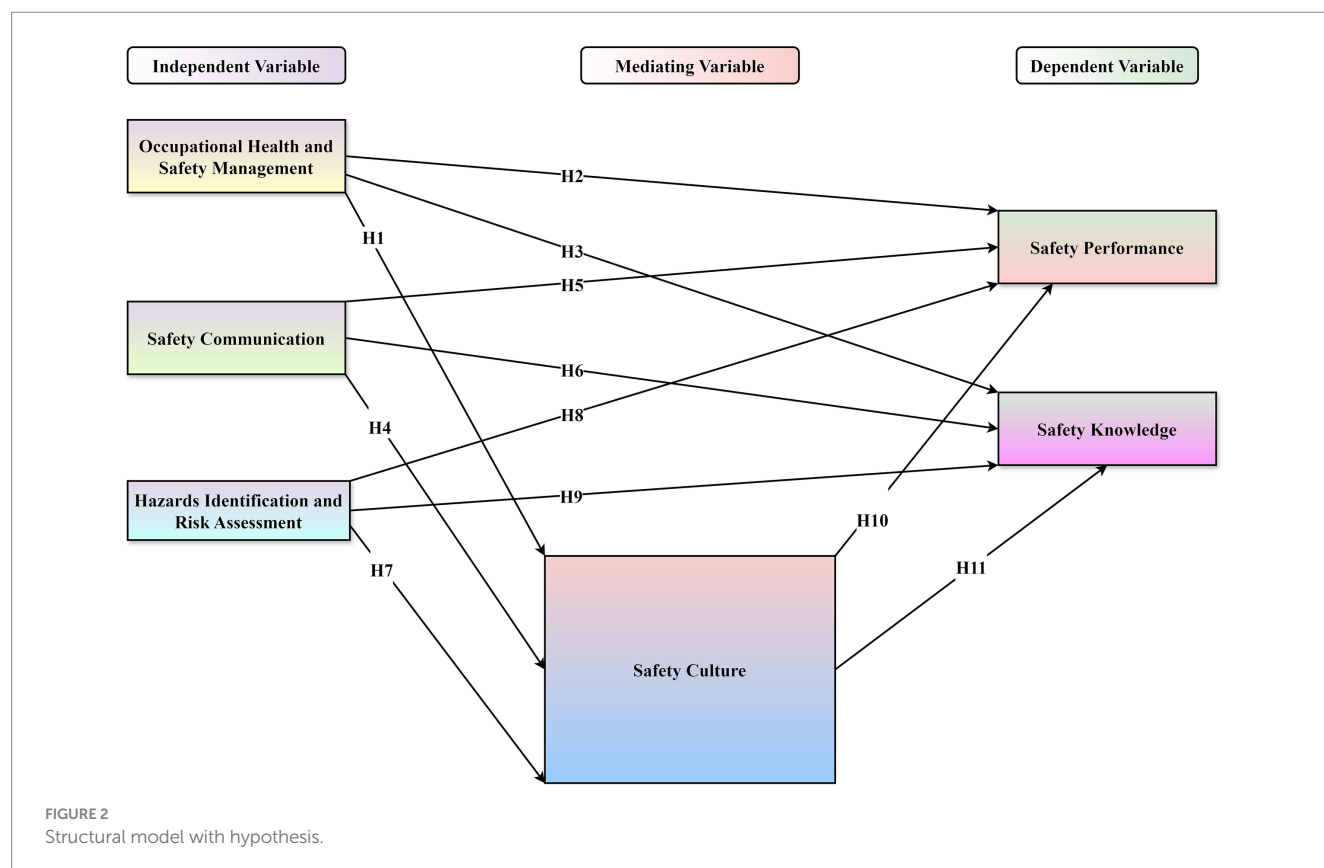 Independent Variable
Mediating Variable
Dependent Variable
Occupational Health and
Safety Management
H2
H1
H3
Safety Performance
H5
Safety Communication
H6
H8
H4
Safety Knowledge
Hazards Identification and
Risk Assessment
H9
H10
H7
H11
Safety Culture
FIGURE 2
Structural model with hypothesis.